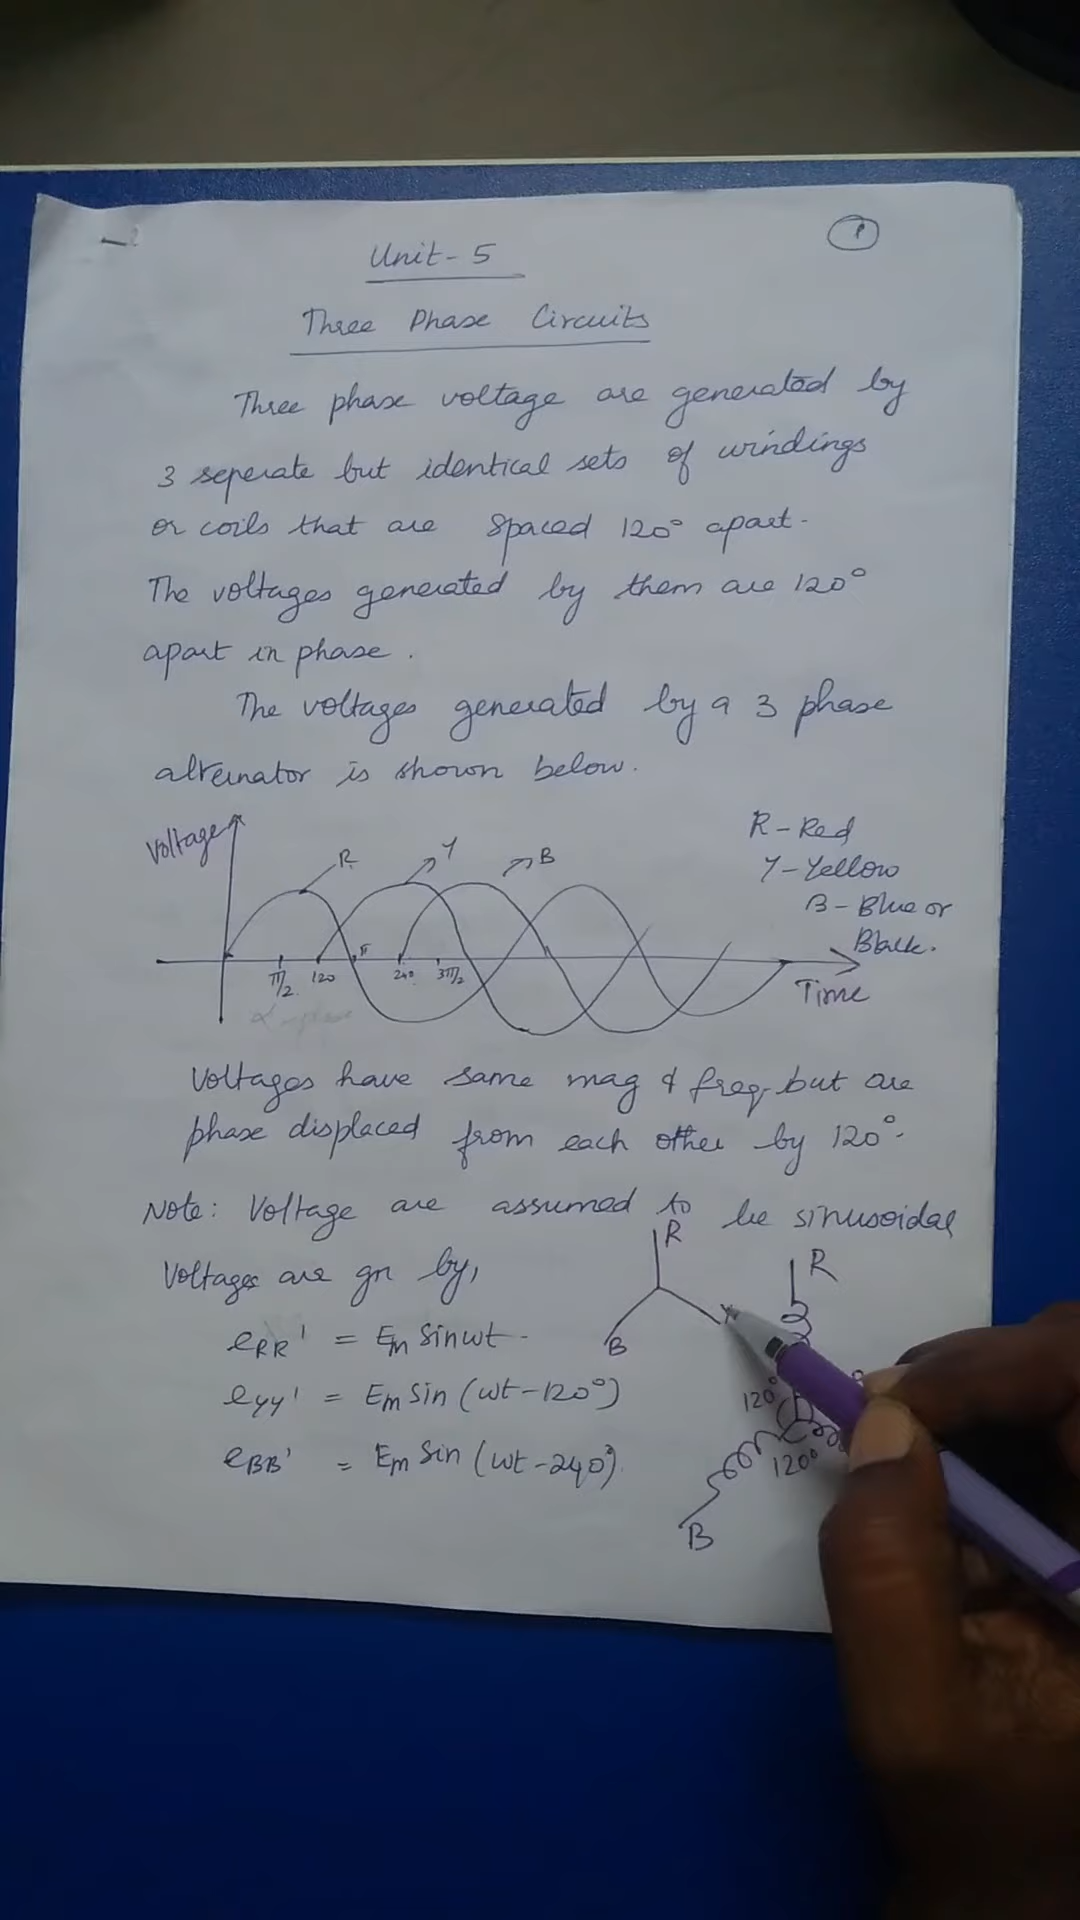 1
Unit - 5
Three Phase Circuits
Three phase voltage are generated by
3 seperate but identical sets of windings
or coils that are spaced 120° apart.
The voltages generated by them are 120°
apart in phase.
The voltages generated by a 3 phase
alternator is shown below.
Voltage
R
Y
B
R - Red
Y - Yellow
B - Blue or
Black.
π/2
120
π
240
3π/2
Time
Voltages have same mag & freq. but are
phase displaced from each other by 120°.
Note: Voltage are assumed to be sinusoidal
Voltages are gn by,
eRR' = Em sin ωt.
eYY' = Em sin (ωt - 120°)
eBB' = Em sin (ωt - 240°)
R
B
R
120°
120°
B